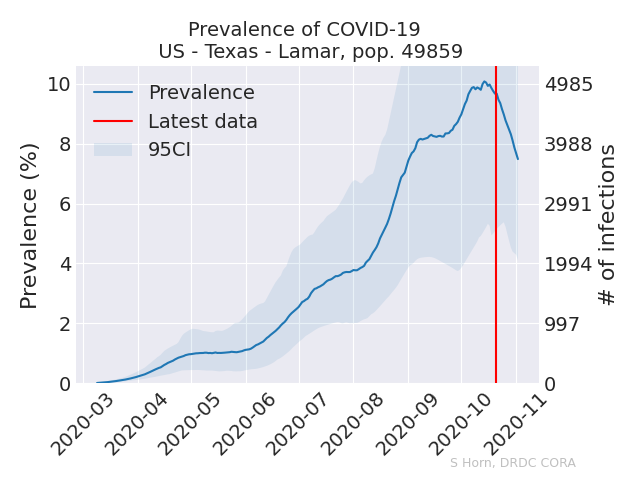 Prevalence of COVID-19
US - Texas - Lamar, pop. 49859
Prevalence
Latest data
95CI
Prevalence (%)
10
8
6
4
2
0
4985
3988
2991
1994
997
0
# of infections
2020-03
2020-04
2020-05
2020-06
2020-07
2020-08
2020-09
2020-10
2020-11
S Horn, DRDC CORA